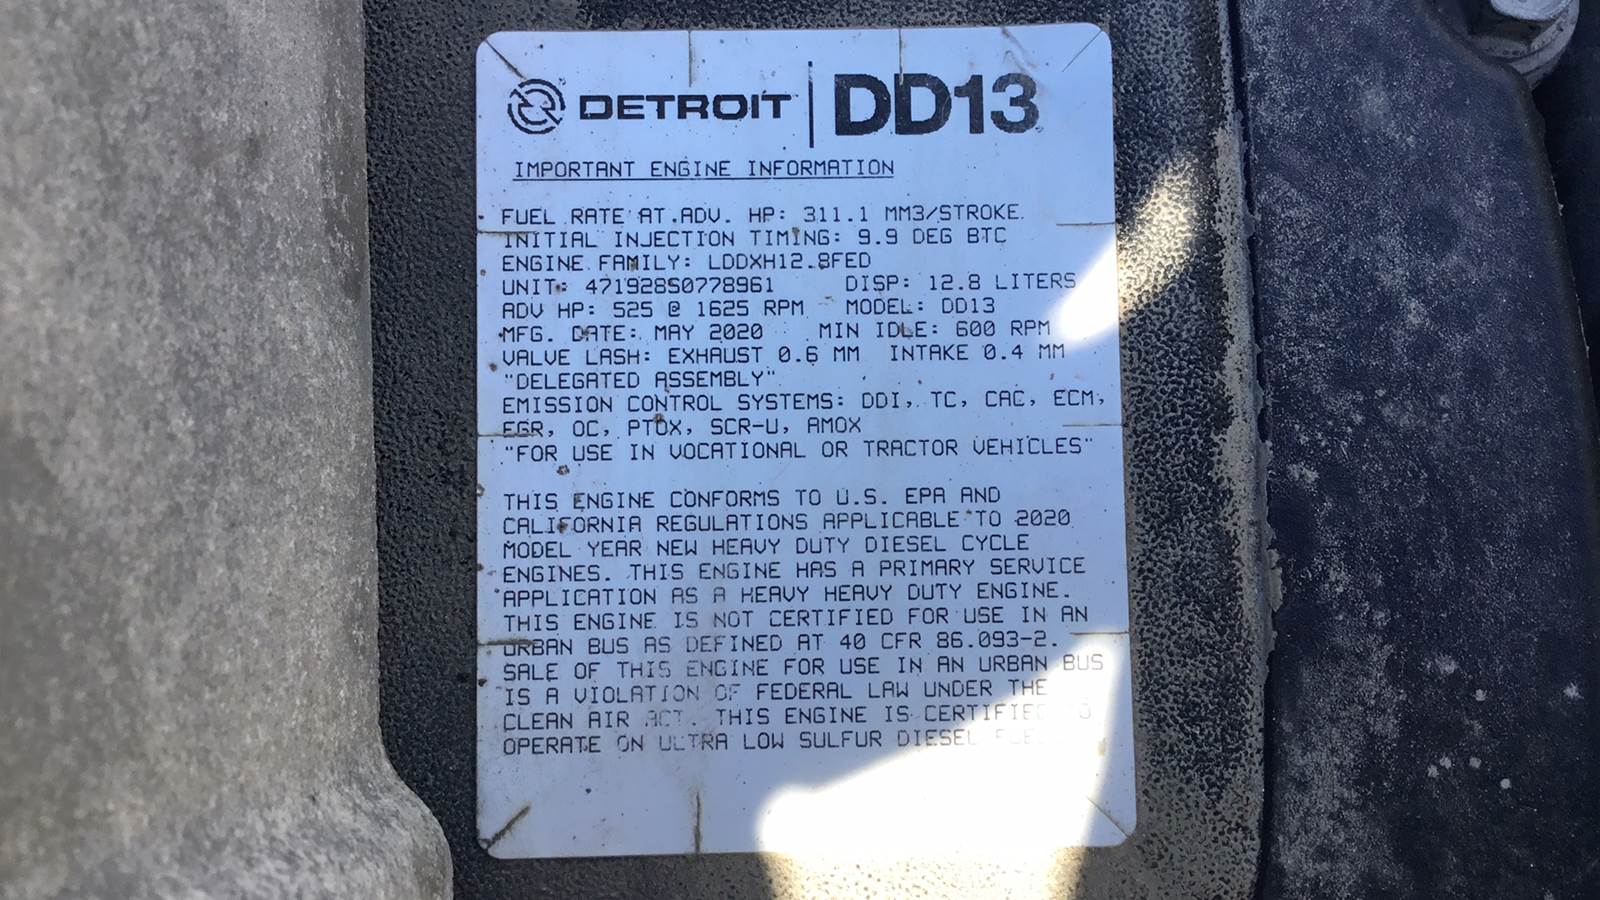 DETROIT | DD13
IMPORTANT ENGINE INFORMATION
FUEL RATE AT ADV. HP: 311.1 MM3/STROKE
INITIAL INJECTION TIMING: 9.9 DEG BTC
ENGINE FAMILY: LDDXH12.8FED
UNIT: 471928S0778961 DISP: 12.8 LITERS
ADV HP: 525 @ 1625 RPM MODEL: DD13
MFG. DATE: MAY 2020 MIN IDLE: 600 RPM
VALVE LASH: EXHAUST 0.6 MM INTAKE 0.4 MM
"DELEGATED ASSEMBLY"
EMISSION CONTROL SYSTEMS: DDI, TC, CAC, ECM,
EGR, OC, PTOX, SCR-U, AMOX
"FOR USE IN VOCATIONAL OR TRACTOR VEHICLES"
THIS ENGINE CONFORMS TO U.S. EPA AND
CALIFORNIA REGULATIONS APPLICABLE TO 2020
MODEL YEAR NEW HEAVY DUTY DIESEL CYCLE
ENGINES. THIS ENGINE HAS A PRIMARY SERVICE
APPLICATION AS A HEAVY HEAVY DUTY ENGINE.
THIS ENGINE IS NOT CERTIFIED FOR USE IN AN
URBAN BUS AS DEFINED AT 40 CFR 86.093-2.
SALE OF THIS ENGINE FOR USE IN AN URBAN BUS
IS A VIOLATION OF FEDERAL LAW UNDER THE
CLEAN AIR ACT. THIS ENGINE IS CERTIFIED TO
OPERATE ON ULTRA LOW SULFUR DIESEL